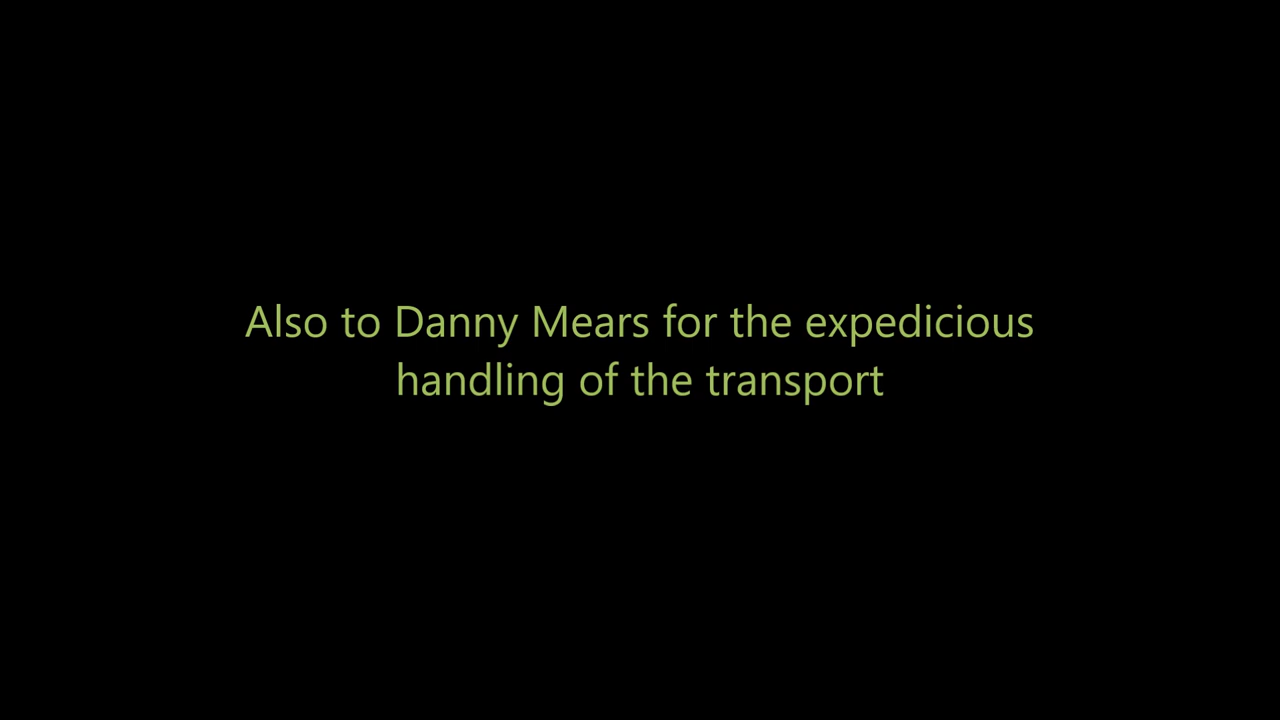 Also to Danny Mears for the expedicious
handling of the transport